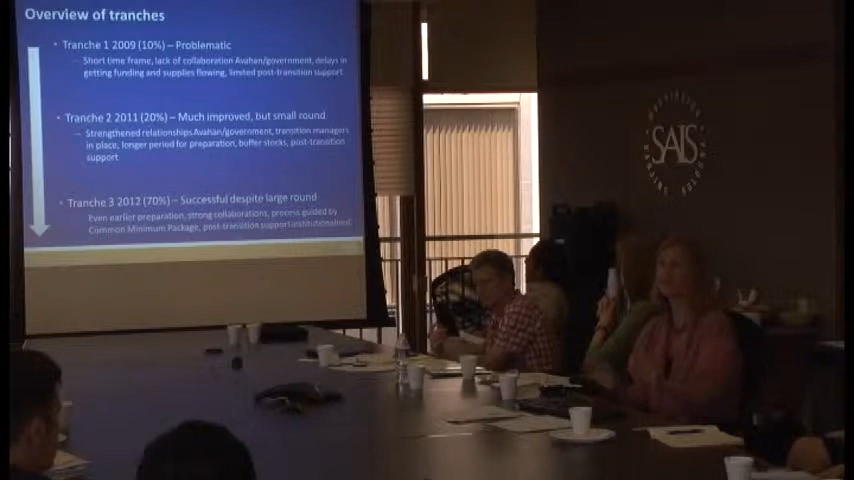 Overview of tranches
• Tranche 1 2009 (10%) – Problematic
– Short time frame, lack of collaboration Avahan/government, delays in
getting funding and supplies flowing, limited post-transition support
• Tranche 2 2011 (20%) – Much improved, but small round
– Strengthened relationships Avahan/government, transition managers
in place, longer period for preparation, buffer stocks, post-transition
support
• Tranche 3 2012 (70%) – Successful despite large round
Even earlier preparation, strong collaborations, process guided by
Common Minimum Package, post-transition support institutionalized
WASHINGTON
SAIS
BOLOGNA
NANJING